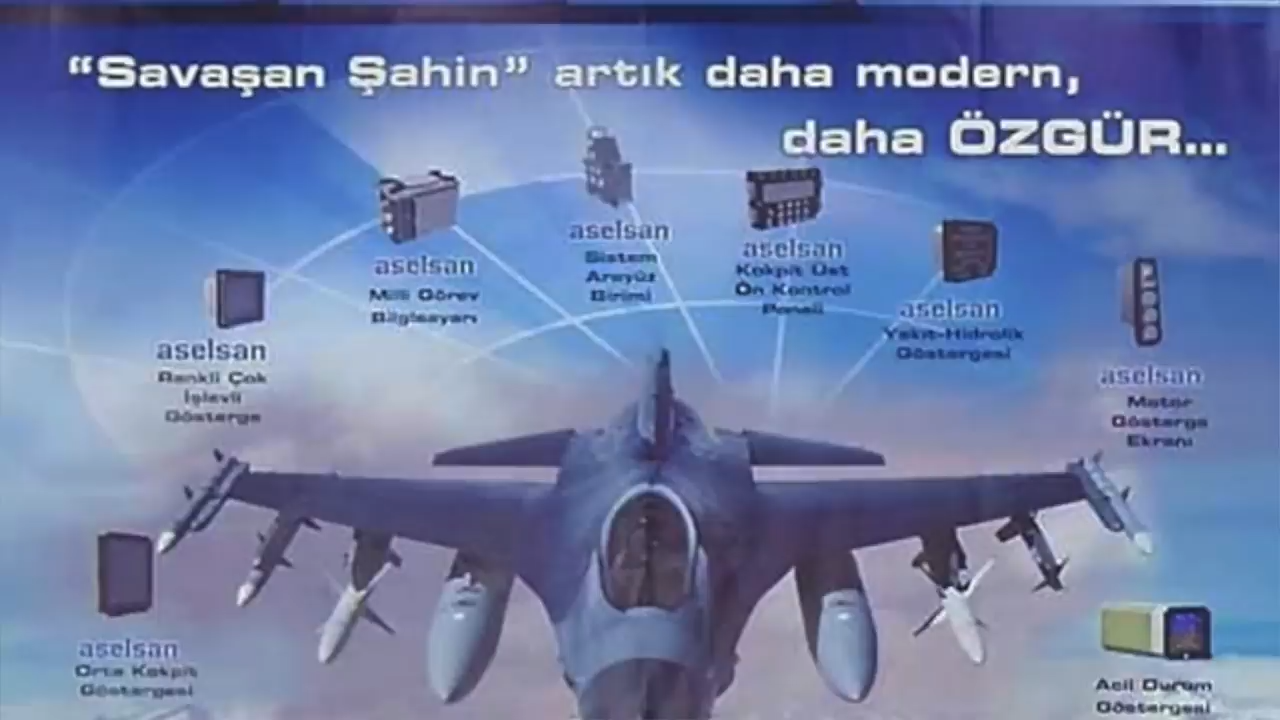 “Savaşan Şahin” artık daha modern,
daha ÖZGÜR...
aselsan
Renkli Çok
İşlevli
Gösterge
aselsan
Milli Görev
Bilgisayarı
aselsan
Sistem
Arayüz
Birimi
aselsan
Kokpit Üst
Ön Kontrol
Paneli
aselsan
Yakıt-Hidrolik
Göstergesi
aselsan
Motor
Gösterge
Ekranı
aselsan
Orta Kokpit
Göstergesi
Acil Durum
Göstergesi